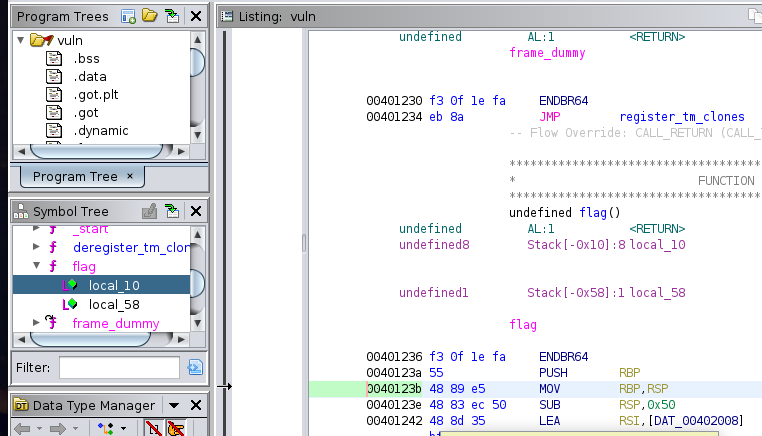 Program Trees
vuln
.bss
.data
.got.plt
.got
.dynamic
Program Tree ×
Symbol Tree
_start
deregister_tm_clon
flag
local_10
local_58
frame_dummy
Filter:
Data Type Manager
Listing: vuln
undefined AL:1 <RETURN>
frame_dummy
00401230 f3 0f 1e fa ENDBR64
00401234 eb 8a JMP register_tm_clones
-- Flow Override: CALL_RETURN (CALL_
************************************
* FUNCTION
************************************
undefined flag()
undefined AL:1 <RETURN>
undefined8 Stack[-0x10]:8 local_10
undefined1 Stack[-0x58]:1 local_58
flag
00401236 f3 0f 1e fa ENDBR64
0040123a 55 PUSH RBP
0040123b 48 89 e5 MOV RBP,RSP
0040123e 48 83 ec 50 SUB RSP,0x50
00401242 48 8d 35 LEA RSI,[DAT_00402008]